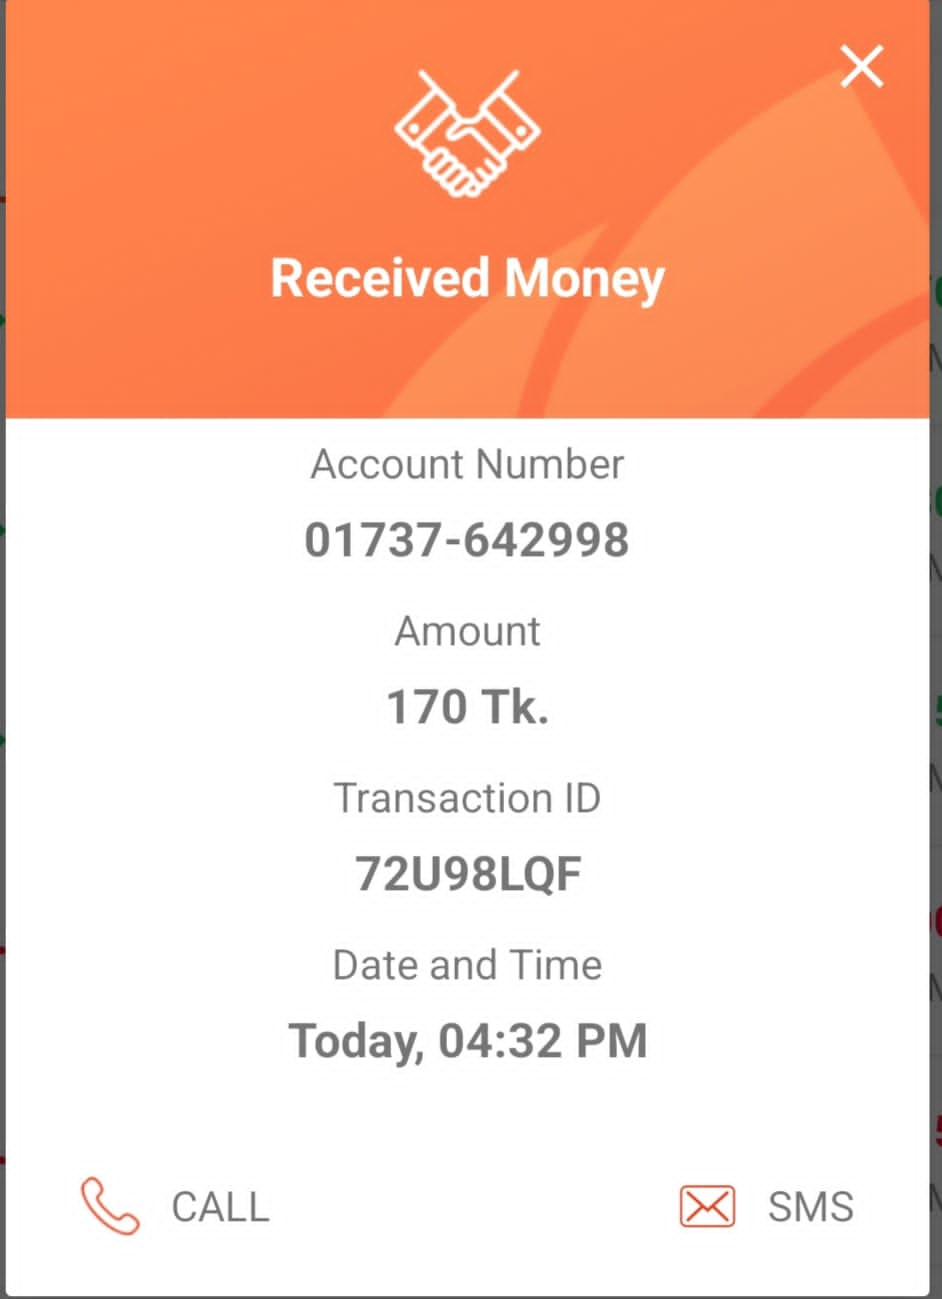 Received Money
Account Number
01737-642998
Amount
170 Tk.
Transaction ID
72U98LQF
Date and Time
Today, 04:32 PM
CALL
SMS